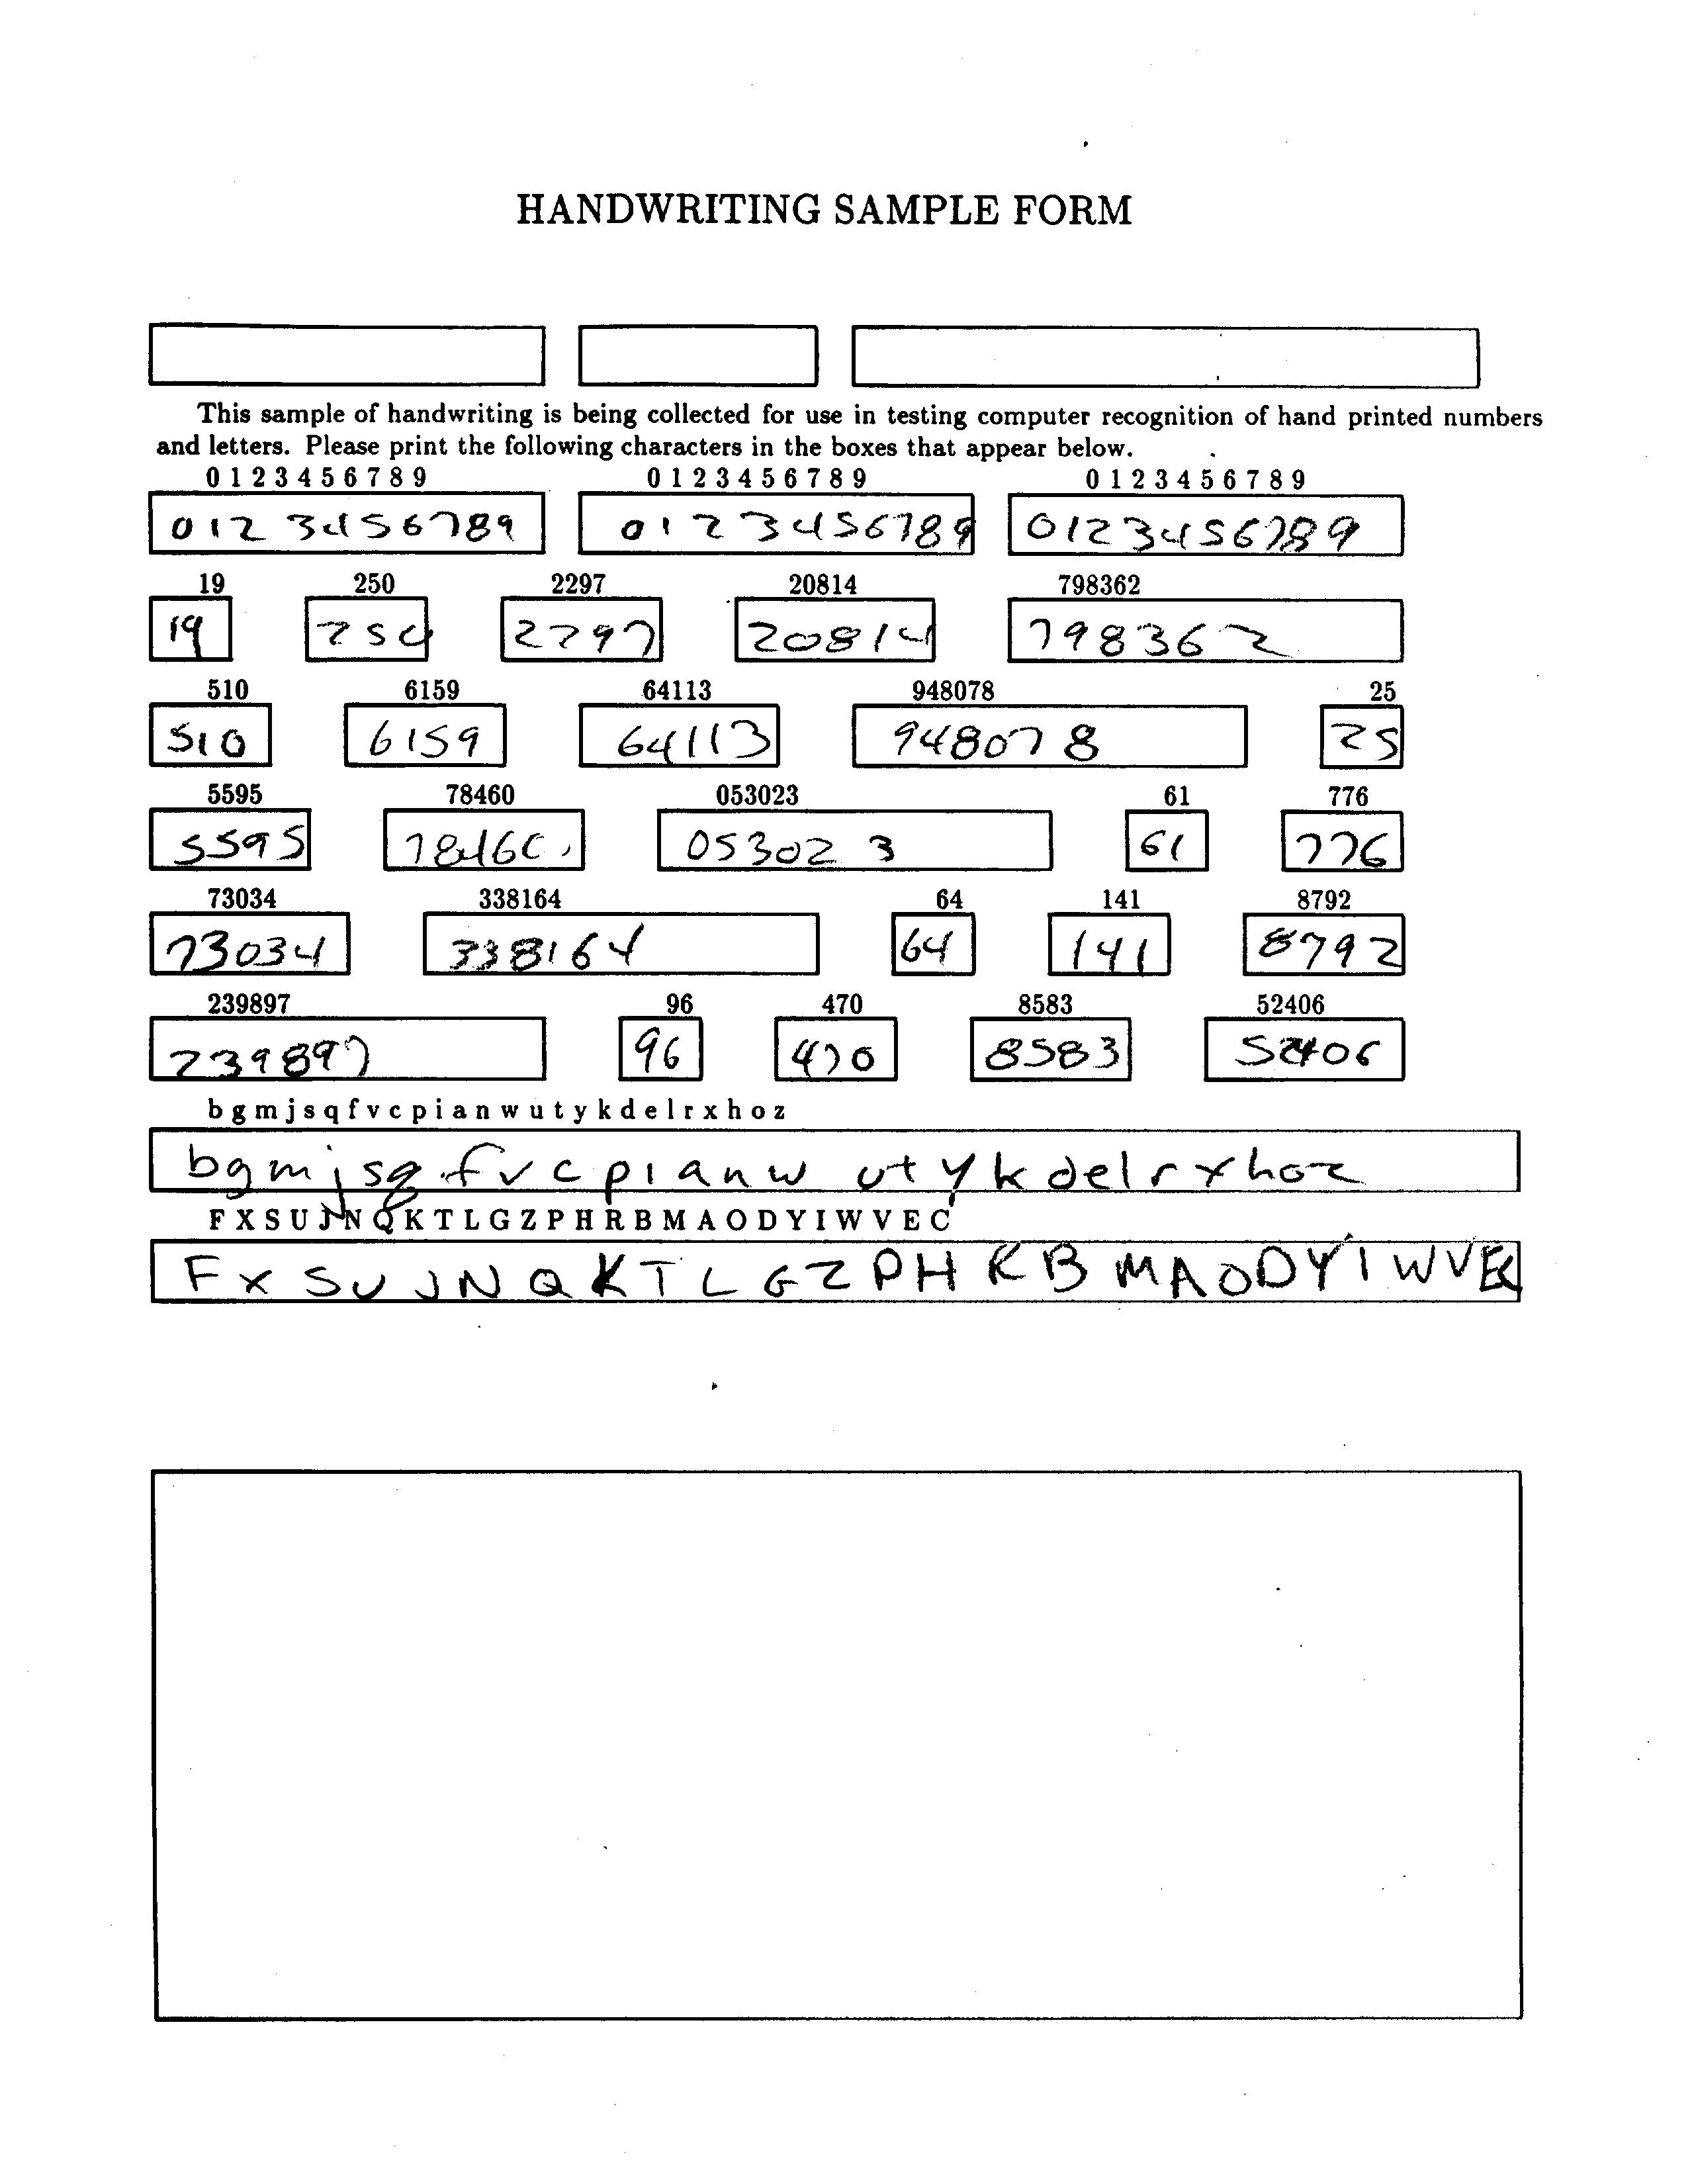 HANDWRITING SAMPLE FORM
This sample of handwriting is being collected for use in testing computer recognition of hand printed numbers
and letters. Please print the following characters in the boxes that appear below.
0 1 2 3 4 5 6 7 8 9 0 1 2 3 4 5 6 7 8 9 0 1 2 3 4 5 6 7 8 9
0123456789 0123456789 0123456789
19 250 2297 20814 798362
19 250 2297 20814 798362
510 6159 64113 948078 25
510 6159 64113 948078 25
5595 78460 053023 61 776
5595 78460 053023 61 776
73034 338164 64 141 8792
73034 338164 64 141 8792
239897 96 470 8583 52406
239897 96 470 8583 52406
b g m j s q f v c p i a n w u t y k d e l r x h o z
b g m j s q f v c p i a n w u t y k d e l r x h o z
F X S U J N Q K T L G Z P H R B M A O D Y I W V E C
F X S U J N Q K T L G Z P H R B M A O D Y I W V E C